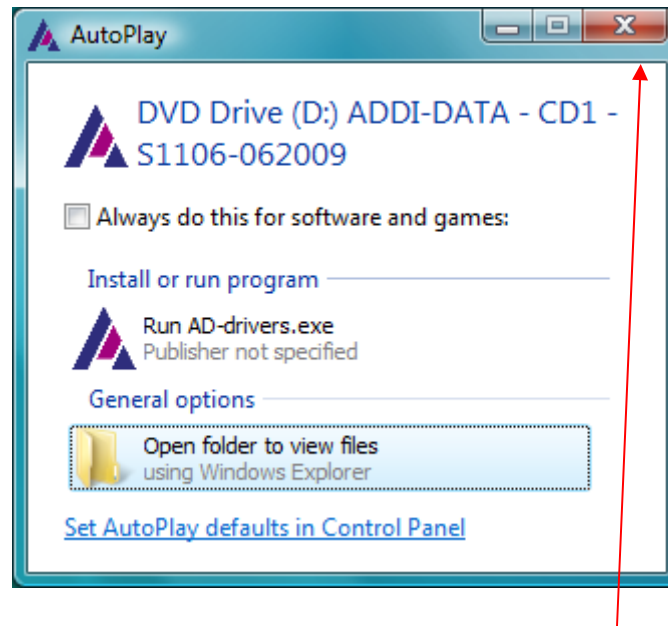 AutoPlay
DVD Drive (D:) ADDI-DATA - CD1 -
S1106-062009
Always do this for software and games:
Install or run program
Run AD-drivers.exe
Publisher not specified
General options
Open folder to view files
using Windows Explorer
Set AutoPlay defaults in Control Panel